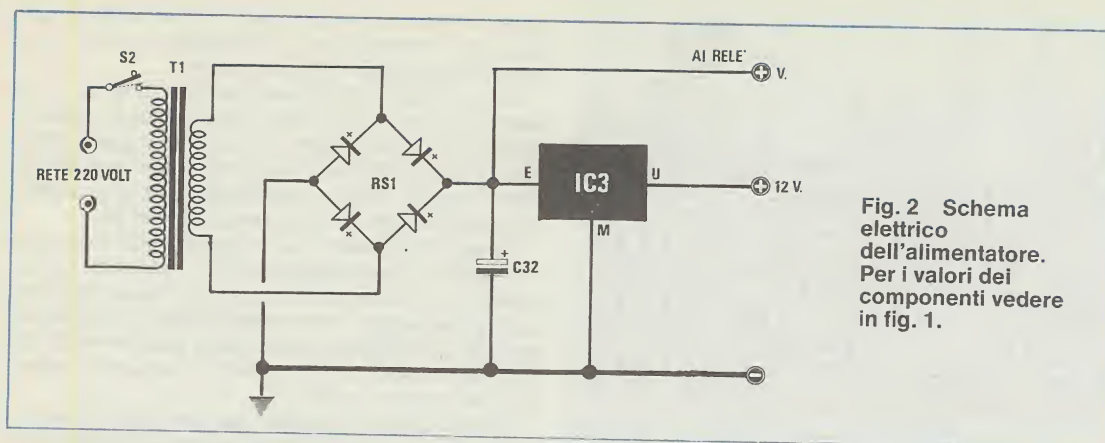 S2
T1
AI RELE'
V.
RETE 220 VOLT
RS1
E
IC3
U
12 V.
M
+
C32
Fig. 2 Schema
elettrico
dell'alimentatore.
Per i valori dei
componenti vedere
in fig. 1.